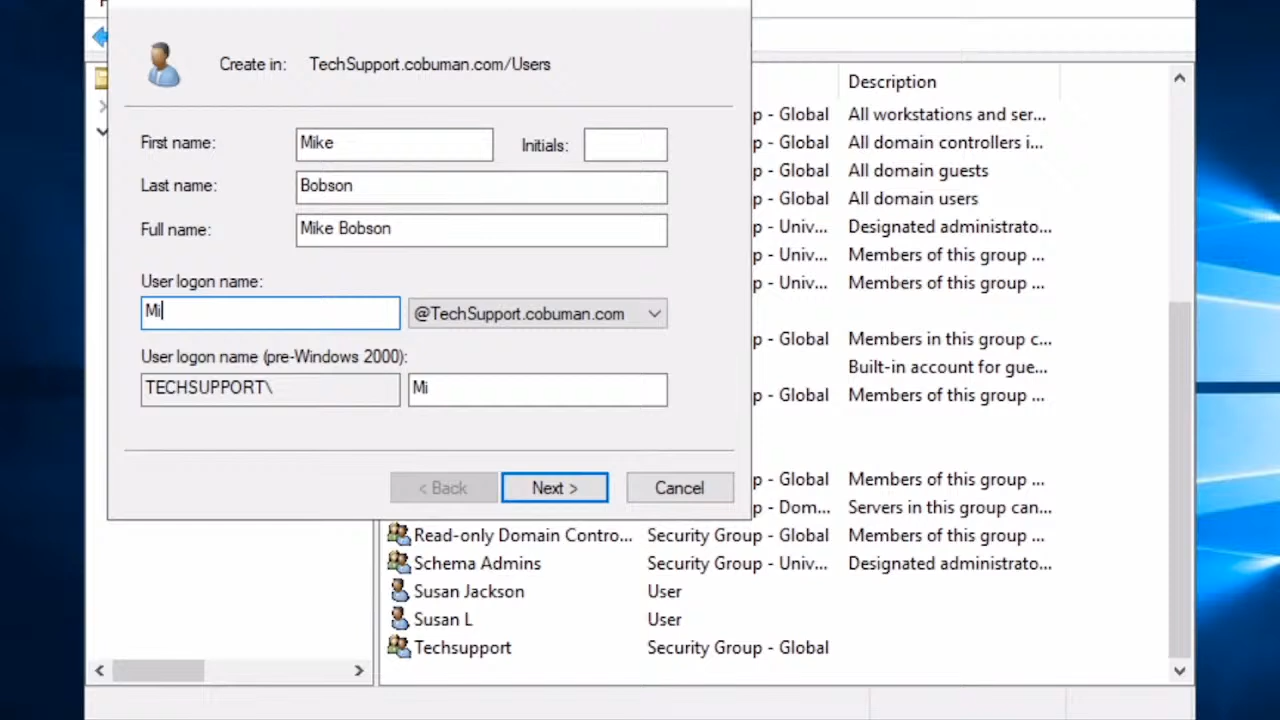 Create in: TechSupport.cobuman.com/Users
First name: Mike Initials:
Last name: Bobson
Full name: Mike Bobson
User logon name:
Mi @TechSupport.cobuman.com
User logon name (pre-Windows 2000):
TECHSUPPORT\ Mi
< Back Next > Cancel
Description
p - Global All workstations and ser...
p - Global All domain controllers i...
p - Global All domain guests
p - Global All domain users
p - Univ... Designated administrato...
p - Univ... Members of this group ...
p - Univ... Members of this group ...
p - Global Members in this group c...
Built-in account for gue...
p - Global Members of this group ...
p - Global Members of this group ...
p - Dom... Servers in this group can...
Read-only Domain Contro... Security Group - Global Members of this group ...
Schema Admins Security Group - Univ... Designated administrato...
Susan Jackson User
Susan L User
Techsupport Security Group - Global